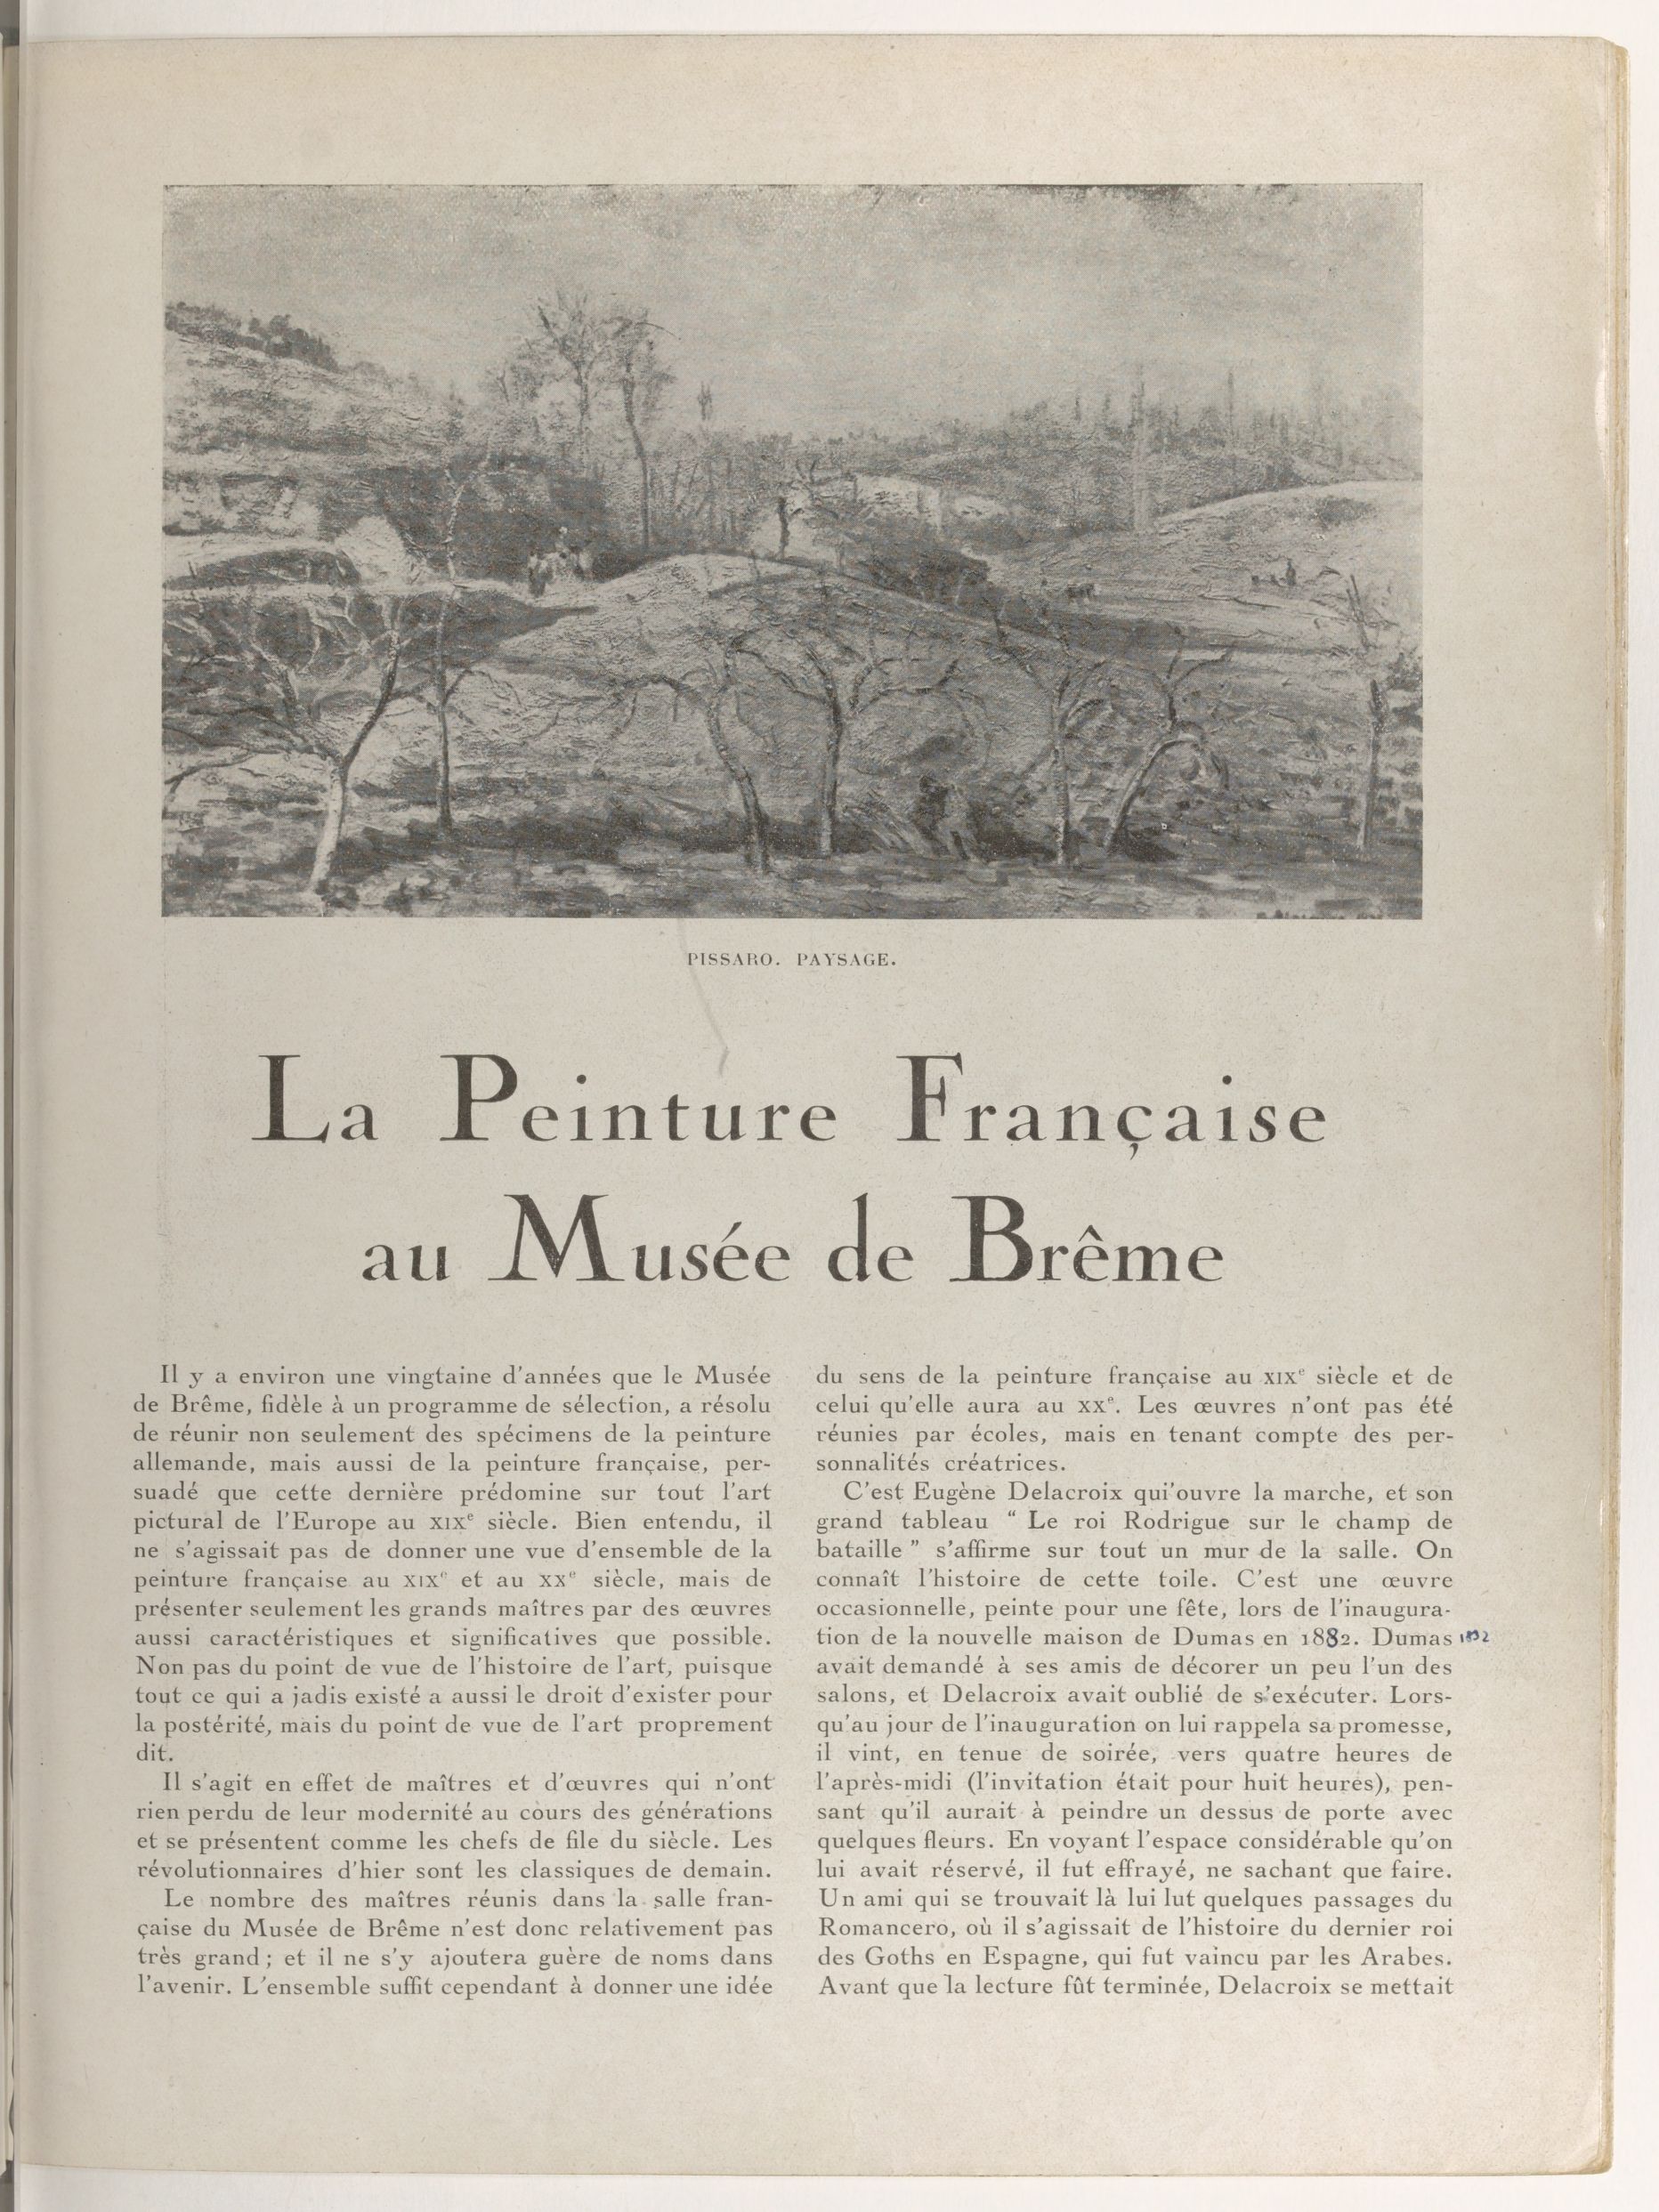 PISSARO. PAYSAGE.
La Peinture Française
au Musée de Brême
Il y a environ une vingtaine d'années que le Musée
de Brême, fidèle à un programme de sélection, a résolu
de réunir non seulement des spécimens de la peinture
allemande, mais aussi de la peinture française, per-
suadé que cette dernière prédomine sur tout l'art
pictural de l'Europe au XIXe siècle. Bien entendu, il
ne s'agissait pas de donner une vue d'ensemble de la
peinture française au XIXe et au XXe siècle, mais de
présenter seulement les grands maîtres par des œuvres
aussi caractéristiques et significatives que possible.
Non pas du point de vue de l'histoire de l'art, puisque
tout ce qui a jadis existé a aussi le droit d'exister pour
la postérité, mais du point de vue de l'art proprement
dit.
Il s'agit en effet de maîtres et d'œuvres qui n'ont
rien perdu de leur modernité au cours des générations
et se présentent comme les chefs de file du siècle. Les
révolutionnaires d'hier sont les classiques de demain.
Le nombre des maîtres réunis dans la salle fran-
çaise du Musée de Brême n'est donc relativement pas
très grand ; et il ne s'y ajoutera guère de noms dans
l'avenir. L'ensemble suffit cependant à donner une idée
du sens de la peinture française au XIXe siècle et de
celui qu'elle aura au XXe. Les œuvres n'ont pas été
réunies par écoles, mais en tenant compte des per-
sonnalités créatrices.
C'est Eugène Delacroix qui'ouvre la marche, et son
grand tableau " Le roi Rodrigue sur le champ de
bataille " s'affirme sur tout un mur de la salle. On
connaît l'histoire de cette toile. C'est une œuvre
occasionnelle, peinte pour une fête, lors de l'inaugura-
tion de la nouvelle maison de Dumas en 1882. Dumas 1832
avait demandé à ses amis de décorer un peu l'un des
salons, et Delacroix avait oublié de s'exécuter. Lors-
qu'au jour de l'inauguration on lui rappela sa promesse,
il vint, en tenue de soirée, vers quatre heures de
l'après-midi (l'invitation était pour huit heures), pen-
sant qu'il aurait à peindre un dessus de porte avec
quelques fleurs. En voyant l'espace considérable qu'on
lui avait réservé, il fut effrayé, ne sachant que faire.
Un ami qui se trouvait là lui lut quelques passages du
Romancero, où il s'agissait de l'histoire du dernier roi
des Goths en Espagne, qui fut vaincu par les Arabes.
Avant que la lecture fût terminée, Delacroix se mettait